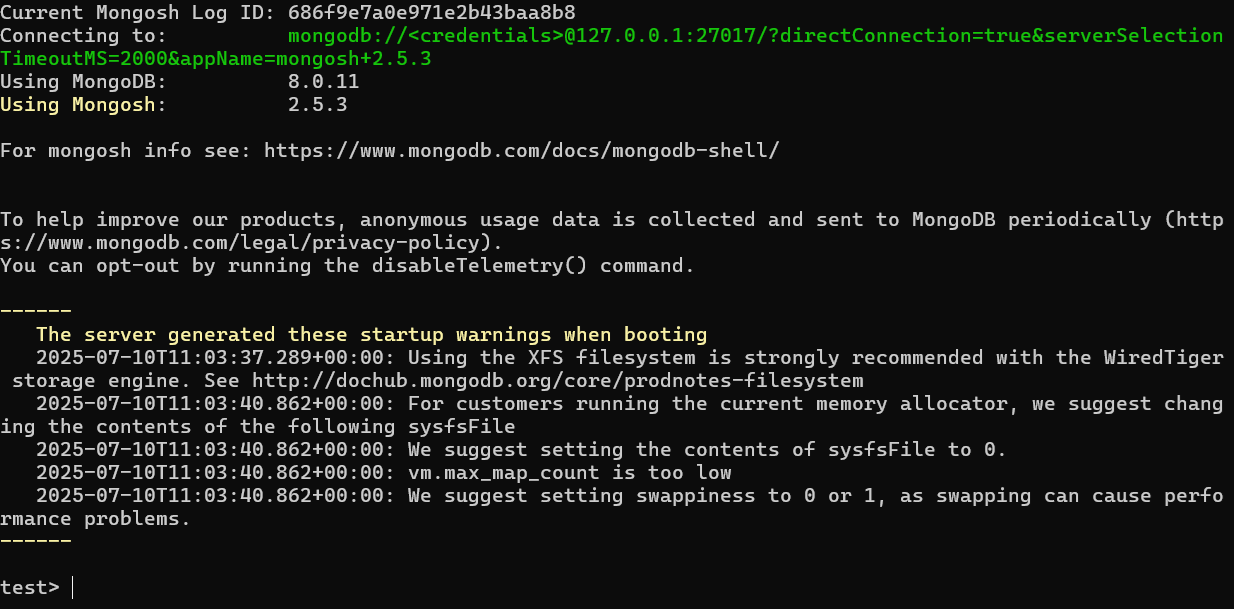 Current Mongosh Log ID: 686f9e7a0e971e2b43baa8b8
Connecting to:          mongodb://<credentials>@127.0.0.1:27017/?directConnection=true&serverSelection
TimeoutMS=2000&appName=mongosh+2.5.3
Using MongoDB:          8.0.11
Using Mongosh:          2.5.3
For mongosh info see: https://www.mongodb.com/docs/mongodb-shell/
To help improve our products, anonymous usage data is collected and sent to MongoDB periodically (http
s://www.mongodb.com/legal/privacy-policy).
You can opt-out by running the disableTelemetry() command.
------
   The server generated these startup warnings when booting
   2025-07-10T11:03:37.289+00:00: Using the XFS filesystem is strongly recommended with the WiredTiger
 storage engine. See http://dochub.mongodb.org/core/prodnotes-filesystem
   2025-07-10T11:03:40.862+00:00: For customers running the current memory allocator, we suggest chang
ing the contents of the following sysfsFile
   2025-07-10T11:03:40.862+00:00: We suggest setting the contents of sysfsFile to 0.
   2025-07-10T11:03:40.862+00:00: vm.max_map_count is too low
   2025-07-10T11:03:40.862+00:00: We suggest setting swappiness to 0 or 1, as swapping can cause perfo
rmance problems.
------
test>